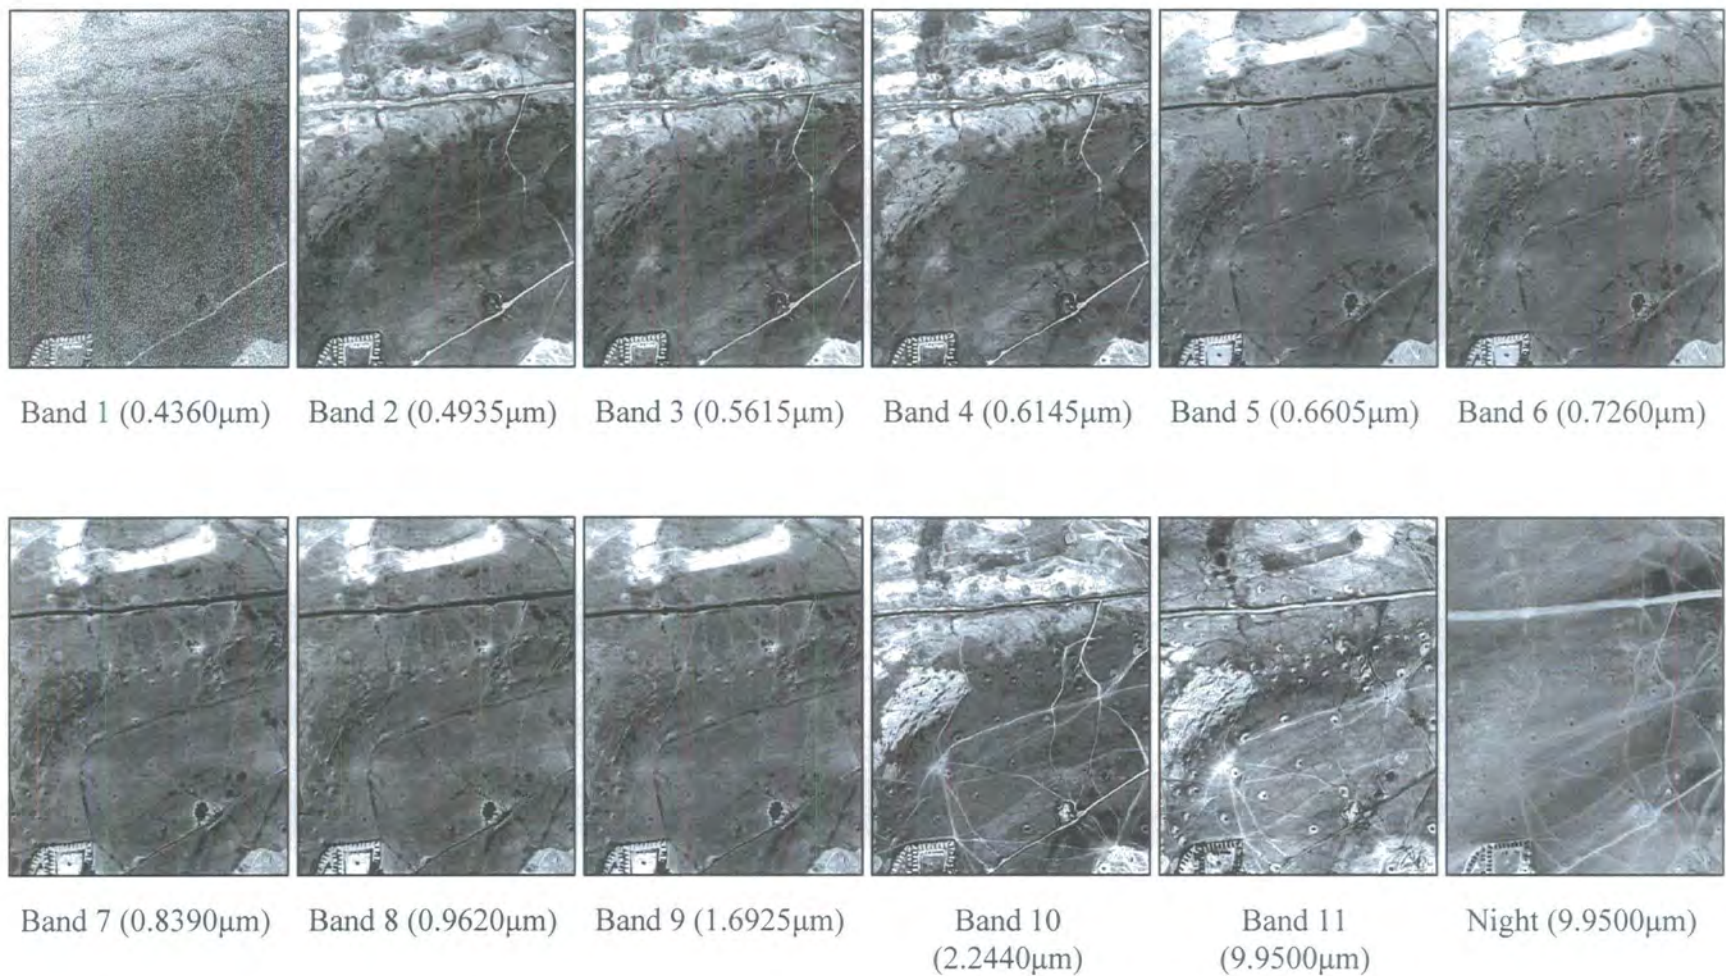 Band 1 (0.4360μm) Band 2 (0.4935μm) Band 3 (0.5615μm) Band 4 (0.6145μm) Band 5 (0.6605μm) Band 6 (0.7260μm)
Band 7 (0.8390μm) Band 8 (0.9620μm) Band 9 (1.6925μm) Band 10 Band 11 Night (9.9500μm)
(2.2440μm) (9.9500μm)